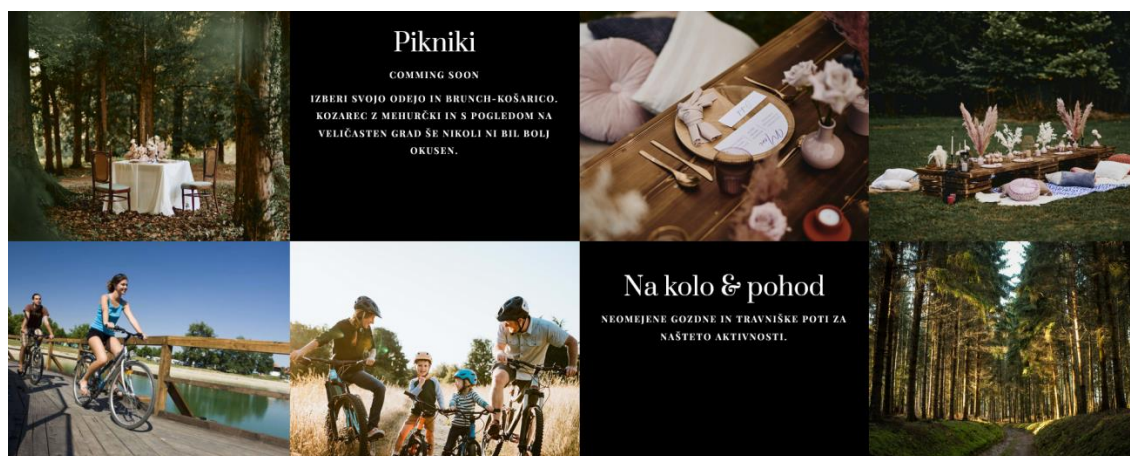 Pikniki
COMMING SOON
IZBERI SVOJO ODEJO IN BRUNCH-KOŠARICO.
KOZAREC Z MEHURČKI IN S POGLEDOM NA
VELIČASTEN GRAD ŠE NIKOLI NI BIL BOLJ
OKUSEN.
Na kolo & pohod
NEOMEJENE GOZDNE IN TRAVNIŠKE POTI ZA
NAŠTETO AKTIVNOSTI.